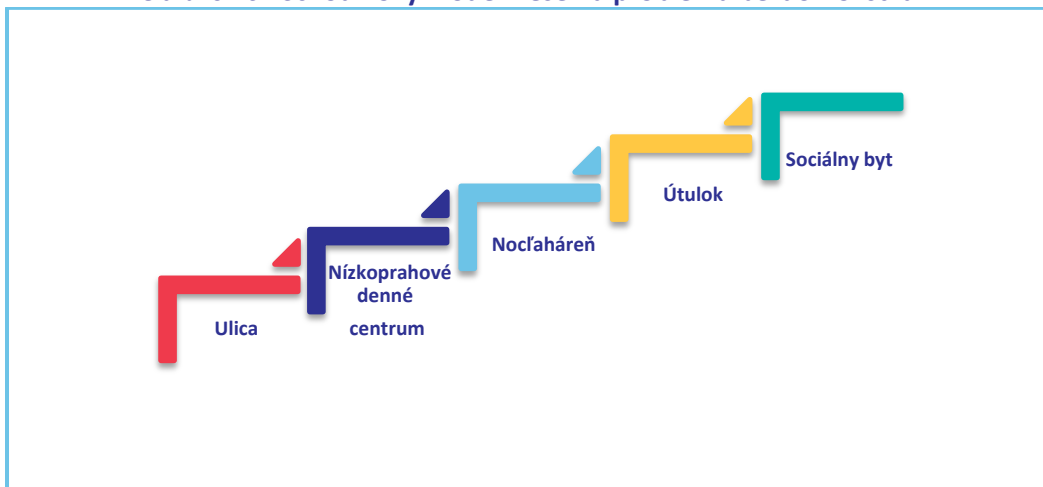 Ulica
Nízkoprahové
denné
centrum
Nocľaháreň
Útulok
Sociálny byt